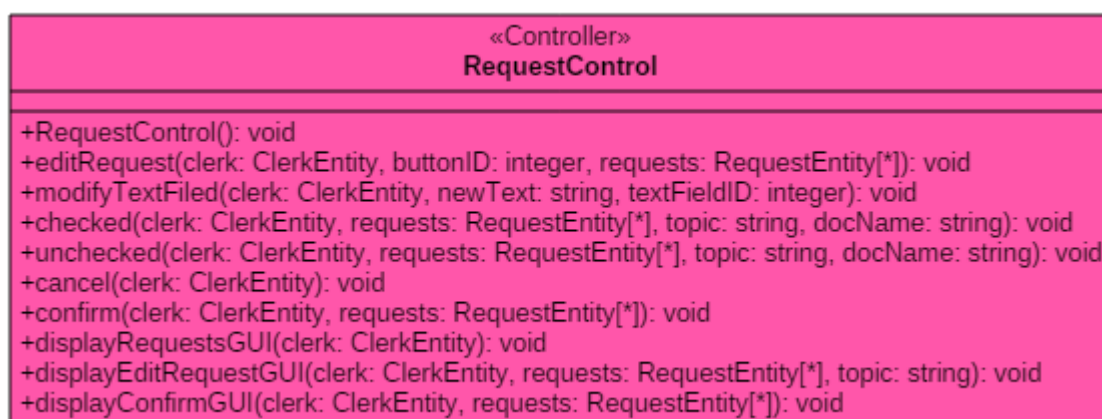 «Controller»
RequestControl
+RequestControl(): void
+editRequest(clerk: ClerkEntity, buttonID: integer, requests: RequestEntity[*]): void
+modifyTextFiled(clerk: ClerkEntity, newText: string, textFieldID: integer): void
+checked(clerk: ClerkEntity, requests: RequestEntity[*], topic: string, docName: string): void
+unchecked(clerk: ClerkEntity, requests: RequestEntity[*], topic: string, docName: string): void
+cancel(clerk: ClerkEntity): void
+confirm(clerk: ClerkEntity, requests: RequestEntity[*]): void
+displayRequestsGUI(clerk: ClerkEntity): void
+displayEditRequestGUI(clerk: ClerkEntity, requests: RequestEntity[*], topic: string): void
+displayConfirmGUI(clerk: ClerkEntity, requests: RequestEntity[*]): void